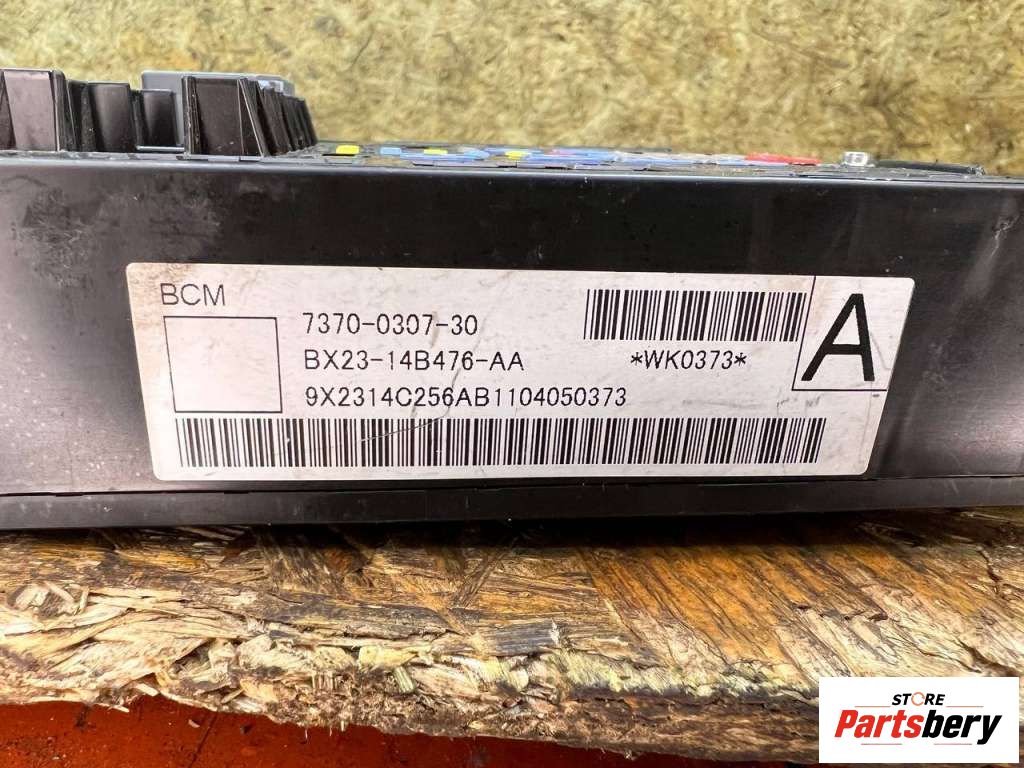 BCM
7370-0307-30
BX23-14B476-AA
*WK0373*
A
9X2314C256AB1104050373
STORE
Partsbery